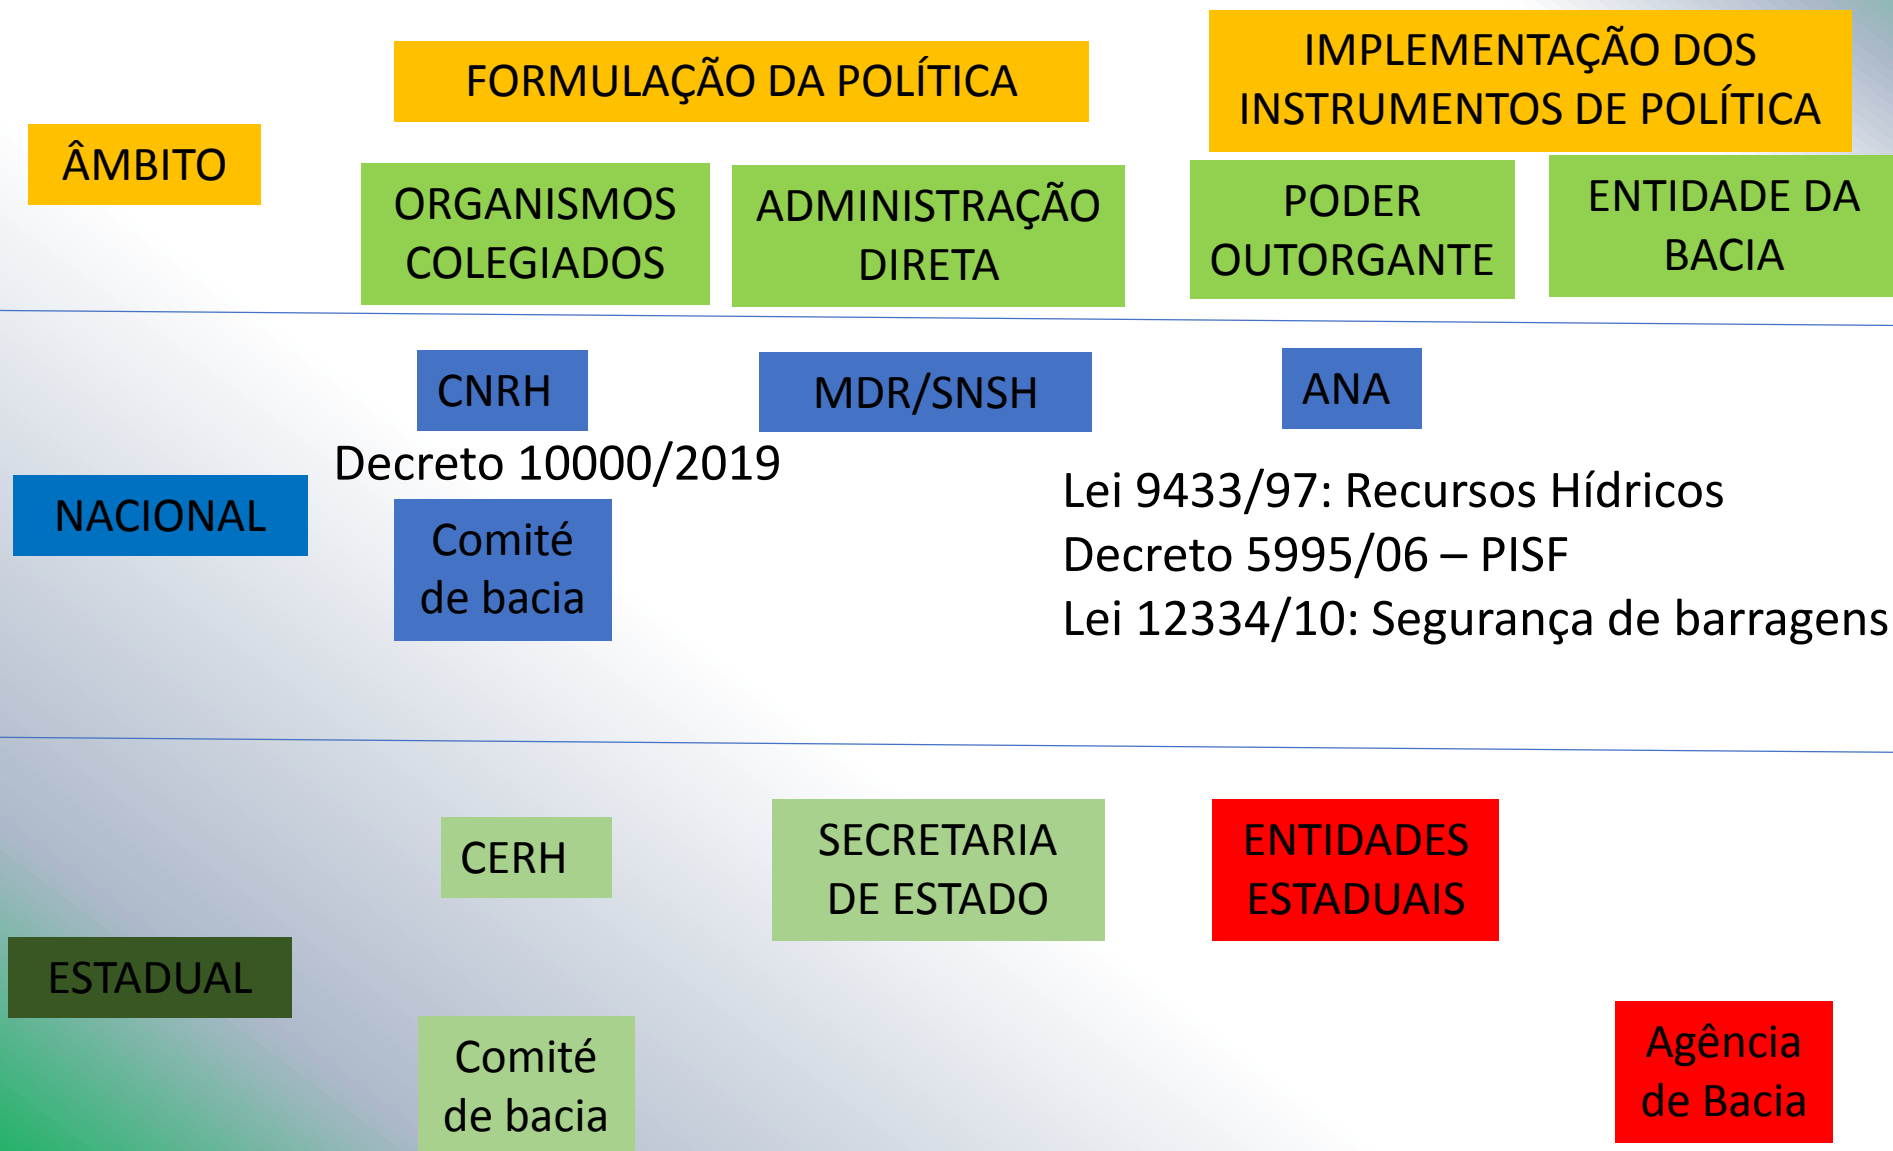 FORMULAÇÃO DA POLÍTICA
IMPLEMENTAÇÃO DOS
INSTRUMENTOS DE POLÍTICA
ÂMBITO
ORGANISMOS
COLEGIADOS
ADMINISTRAÇÃO
DIRETA
PODER
OUTORGANTE
ENTIDADE DA
BACIA
CNRH
MDR/SNSH
ANA
Decreto 10000/2019
NACIONAL
Comité
de bacia
Lei 9433/97: Recursos Hídricos
Decreto 5995/06 – PISF
Lei 12334/10: Segurança de barragens
CERH
SECRETARIA
DE ESTADO
ENTIDADES
ESTADUAIS
ESTADUAL
Comité
de bacia
Agência
de Bacia